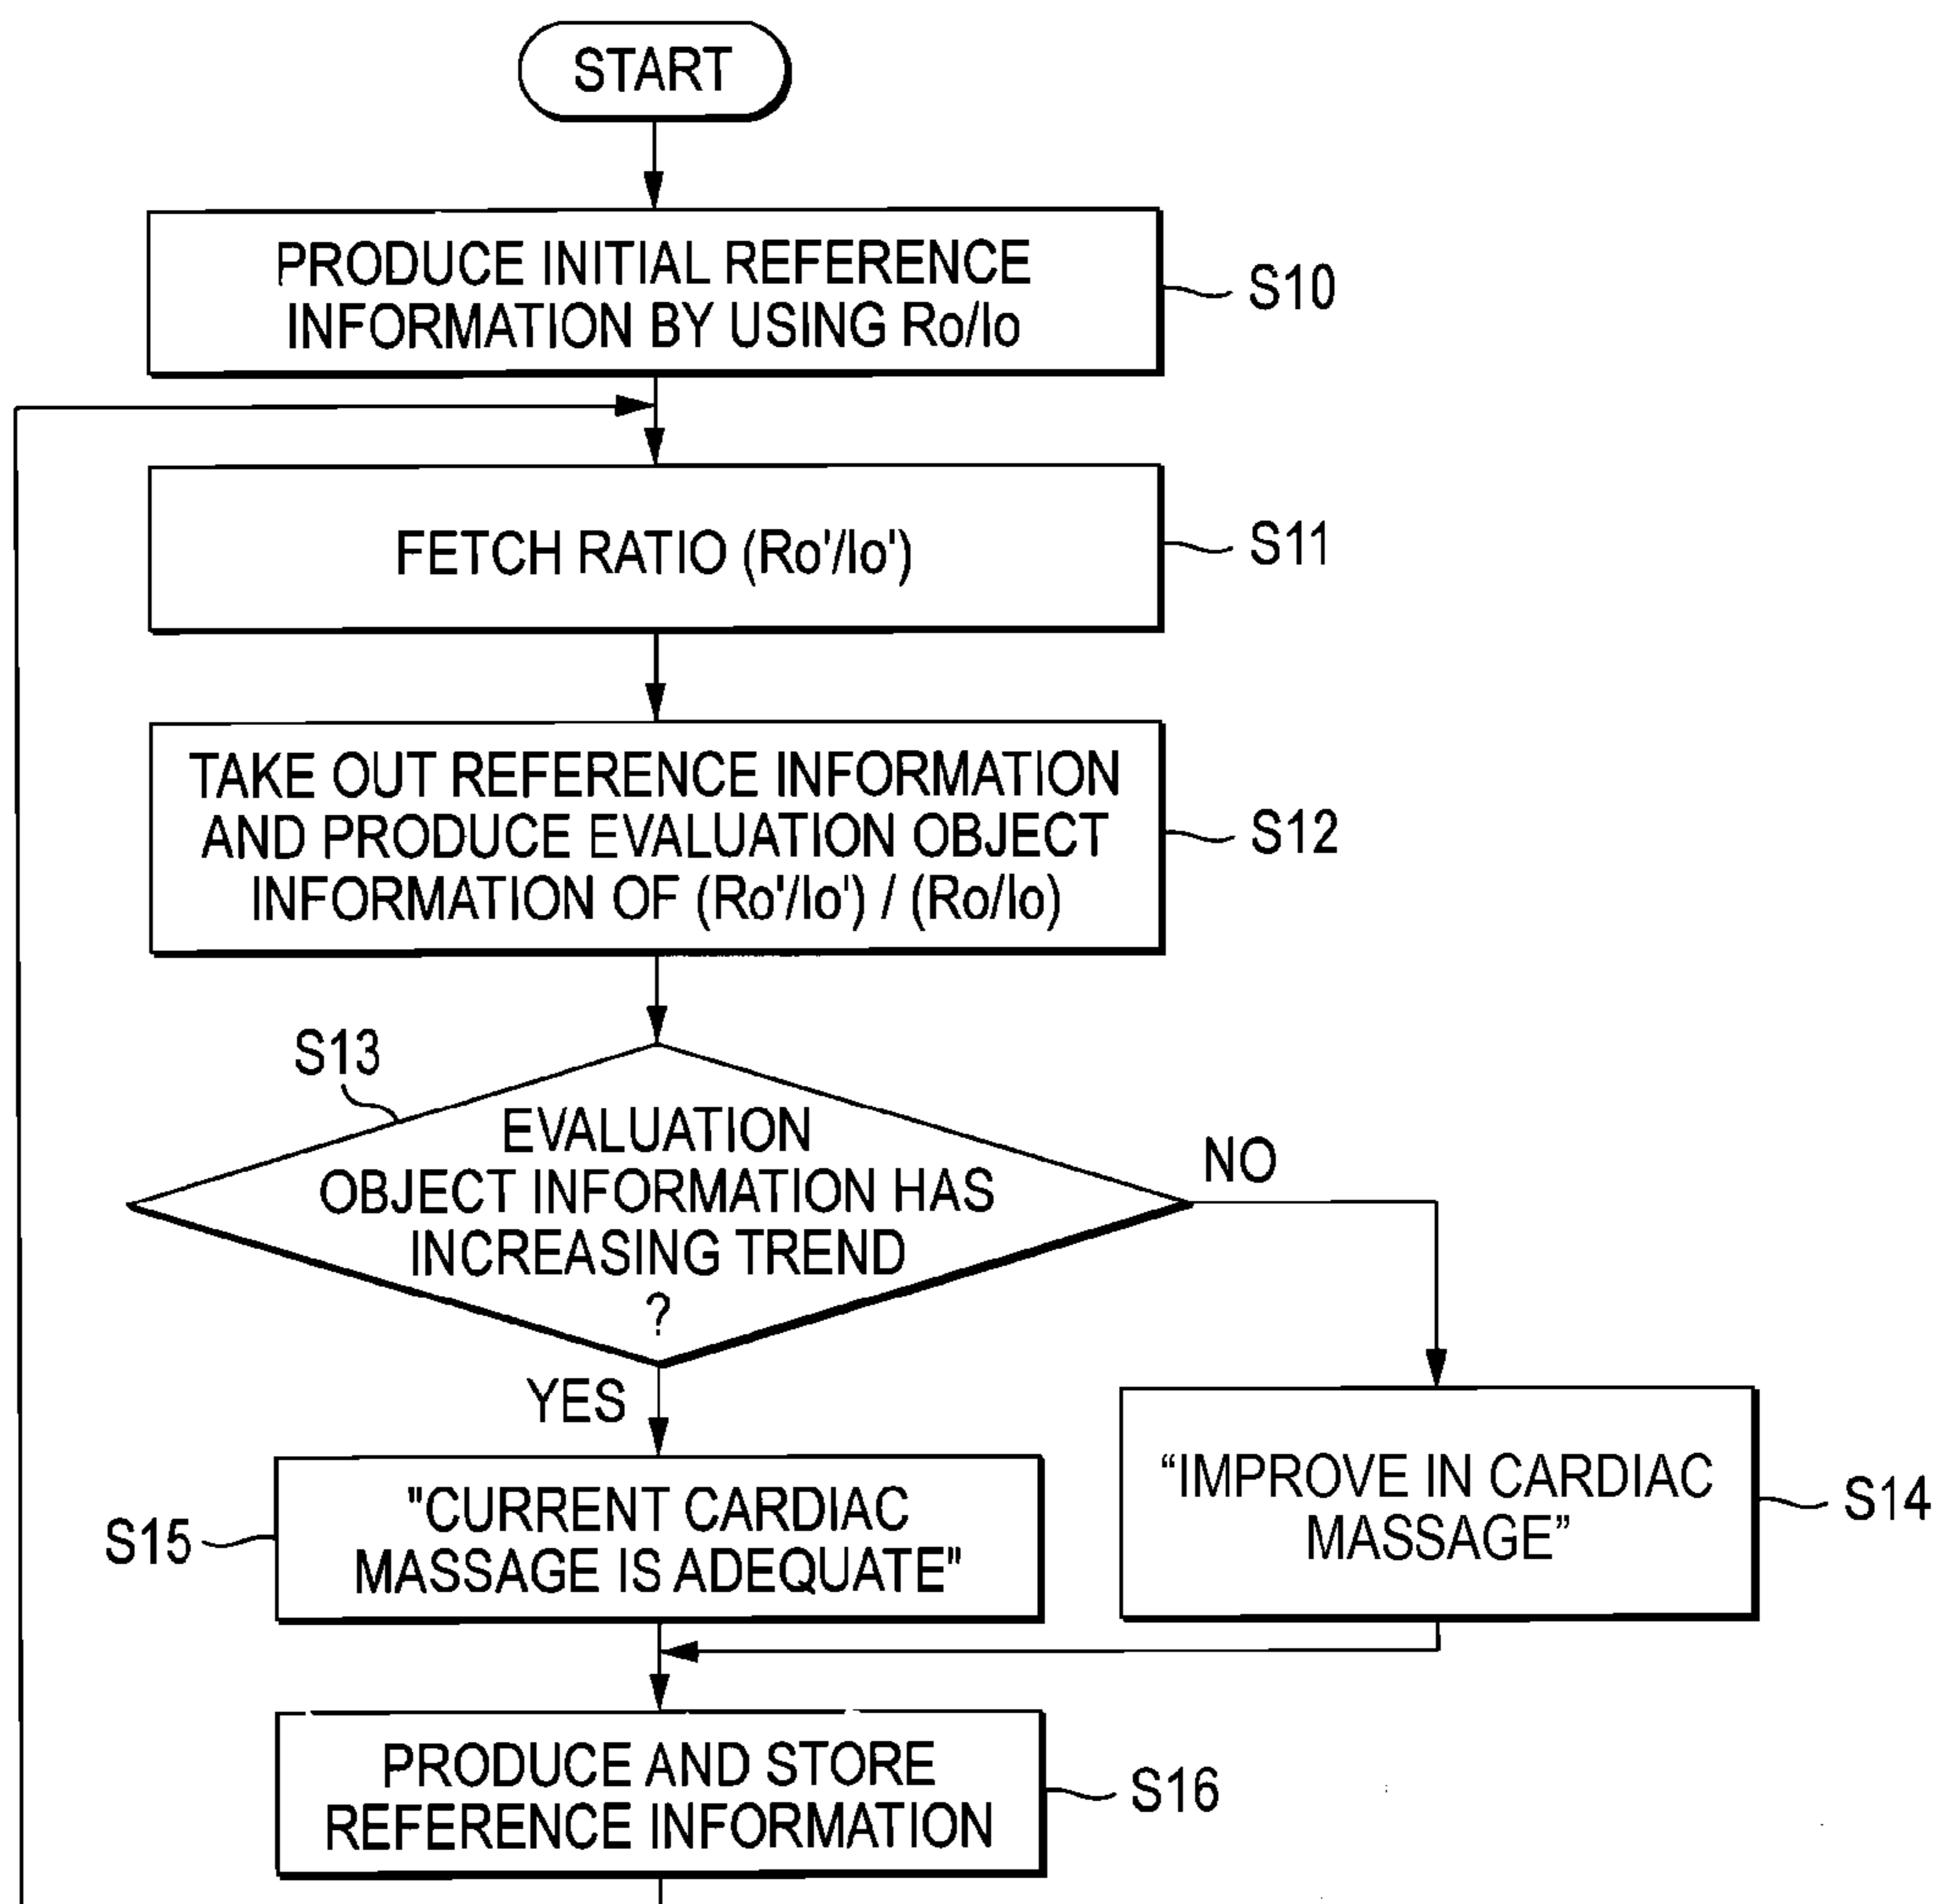 START
PRODUCE INITIAL REFERENCE
INFORMATION BY USING Ro/Io
S10
FETCH RATIO (Ro'/Io')
S11
TAKE OUT REFERENCE INFORMATION
AND PRODUCE EVALUATION OBJECT
INFORMATION OF (Ro'/Io') / (Ro/Io)
S12
S13
EVALUATION
OBJECT INFORMATION HAS
INCREASING TREND
?
NO
YES
"CURRENT CARDIAC
MASSAGE IS ADEQUATE"
S15
“IMPROVE IN CARDIAC
MASSAGE”
S14
PRODUCE AND STORE
REFERENCE INFORMATION
S16